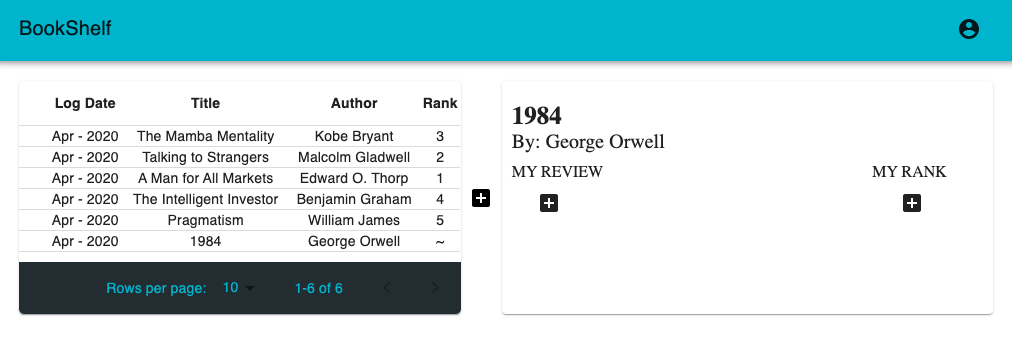 BookShelf
Log Date Title Author Rank
Apr - 2020 The Mamba Mentality Kobe Bryant 3
Apr - 2020 Talking to Strangers Malcolm Gladwell 2
Apr - 2020 A Man for All Markets Edward O. Thorp 1
Apr - 2020 The Intelligent Investor Benjamin Graham 4
Apr - 2020 Pragmatism William James 5
Apr - 2020 1984 George Orwell ~
Rows per page: 10 1-6 of 6
1984
By: George Orwell
MY REVIEW MY RANK